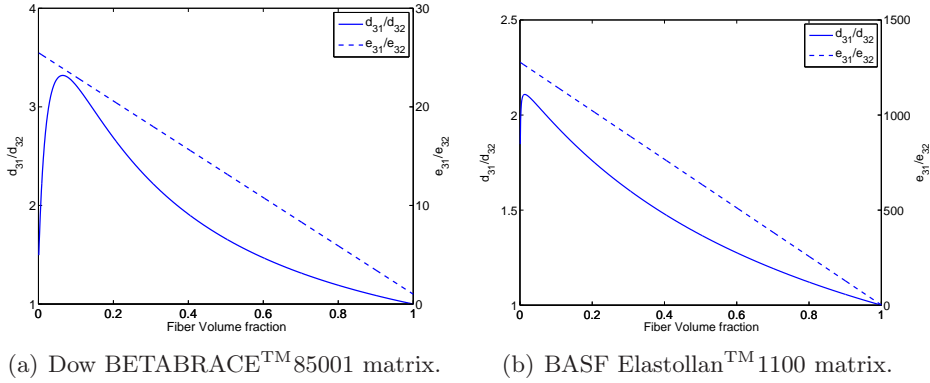 4
3
2
1
30
20
10
0
0
0.2
0.4
0.6
0.8
1
d31/d32
e31/e32
d31/d32
e31/e32
Fiber Volume fraction
(a) Dow BETABRACE™85001 matrix.
2.5
2
1.5
1
1500
1000
500
0
0
0.2
0.4
0.6
0.8
1
d31/d32
e31/e32
d31/d32
e31/e32
Fiber Volume fraction
(b) BASF Elastollan™1100 matrix.